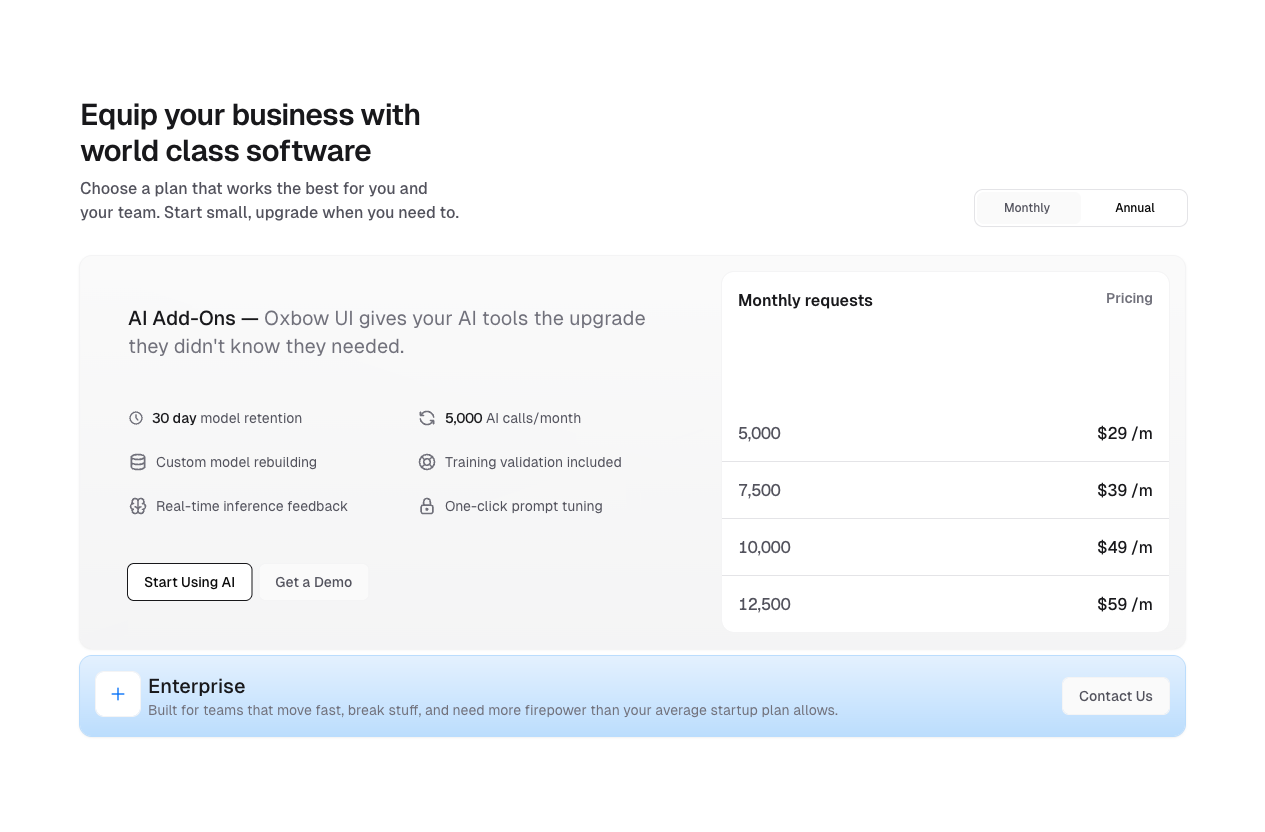 Equip your business with
world class software
Choose a plan that works the best for you and
your team. Start small, upgrade when you need to.
Monthly
Annual
AI Add-Ons — Oxbow UI gives your AI tools the upgrade
they didn't know they needed.
30 day model retention
5,000 AI calls/month
Custom model rebuilding
Training validation included
Real-time inference feedback
One-click prompt tuning
Start Using AI
Get a Demo
Monthly requests
Pricing
5,000
$29 /m
7,500
$39 /m
10,000
$49 /m
12,500
$59 /m
Enterprise
Built for teams that move fast, break stuff, and need more firepower than your average startup plan allows.
Contact Us